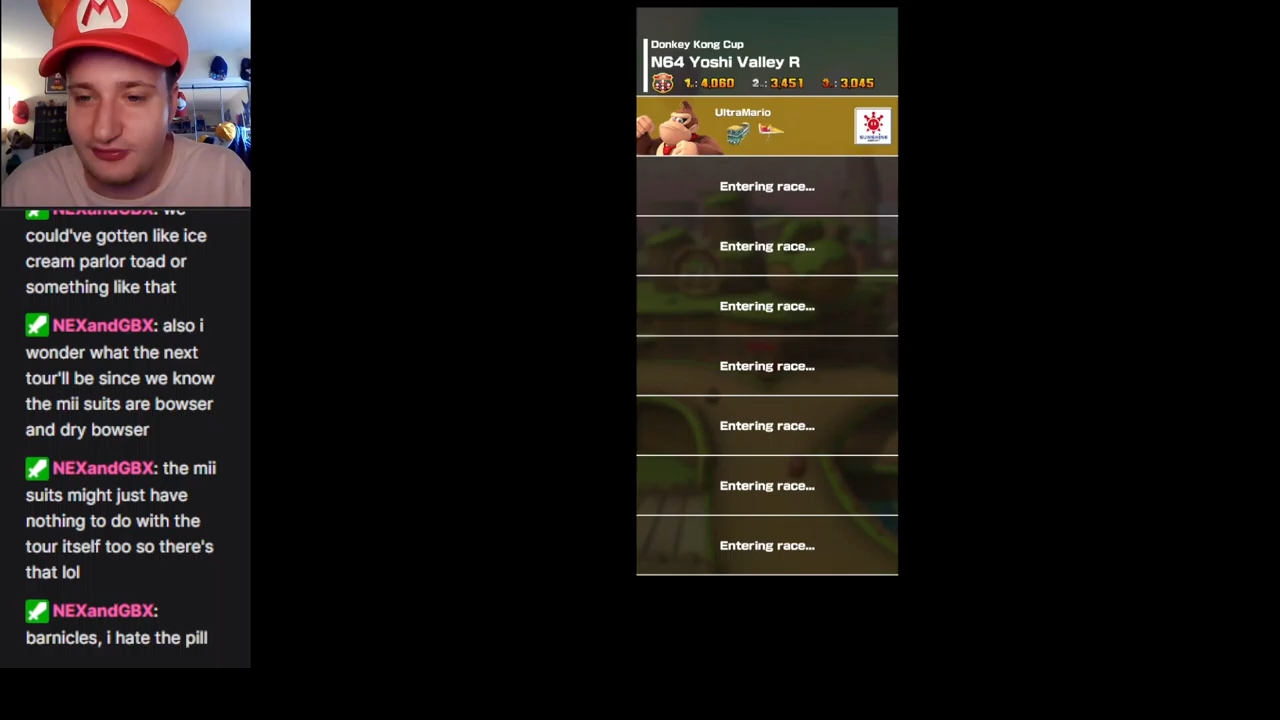 Donkey Kong Cup
N64 Yoshi Valley R
1.: 4,060 2.: 3,451 3.: 3,045
UltraMario
SUNSHINE
Entering race...
Entering race...
Entering race...
Entering race...
Entering race...
Entering race...
Entering race...
NEXandGBX: we
could've gotten like ice
cream parlor toad or
something like that
NEXandGBX: also i
wonder what the next
tour'll be since we know
the mii suits are bowser
and dry bowser
NEXandGBX: the mii
suits might just have
nothing to do with the
tour itself too so there's
that lol
NEXandGBX:
barnicles, i hate the pill